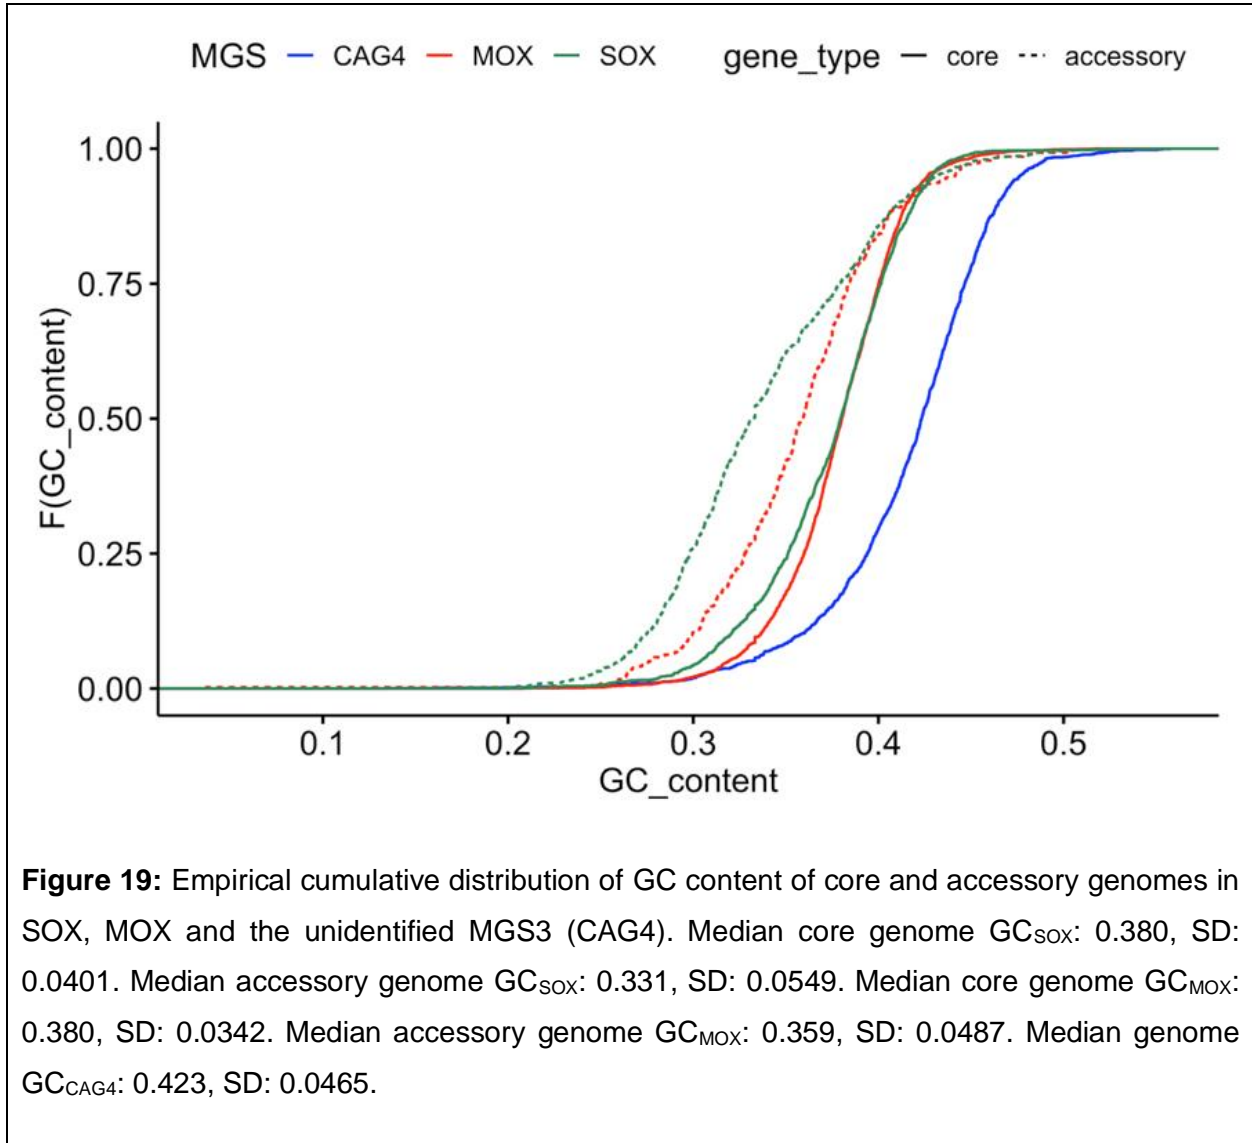 MGS CAG4 MOX SOX gene_type core accessory
1.00
0.75
0.50
0.25
0.00
F(GC_content)
0.1 0.2 0.3 0.4 0.5
GC_content
Figure 19: Empirical cumulative distribution of GC content of core and accessory genomes in
SOX, MOX and the unidentified MGS3 (CAG4). Median core genome GCSOX: 0.380, SD:
0.0401. Median accessory genome GCSOX: 0.331, SD: 0.0549. Median core genome GCMOX:
0.380, SD: 0.0342. Median accessory genome GCMOX: 0.359, SD: 0.0487. Median genome
GCCAG4: 0.423, SD: 0.0465.